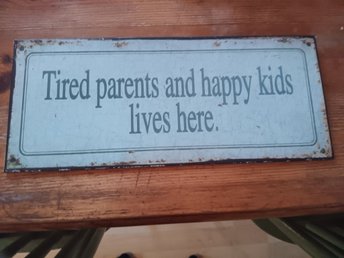 Tired parents and happy kids
lives here.